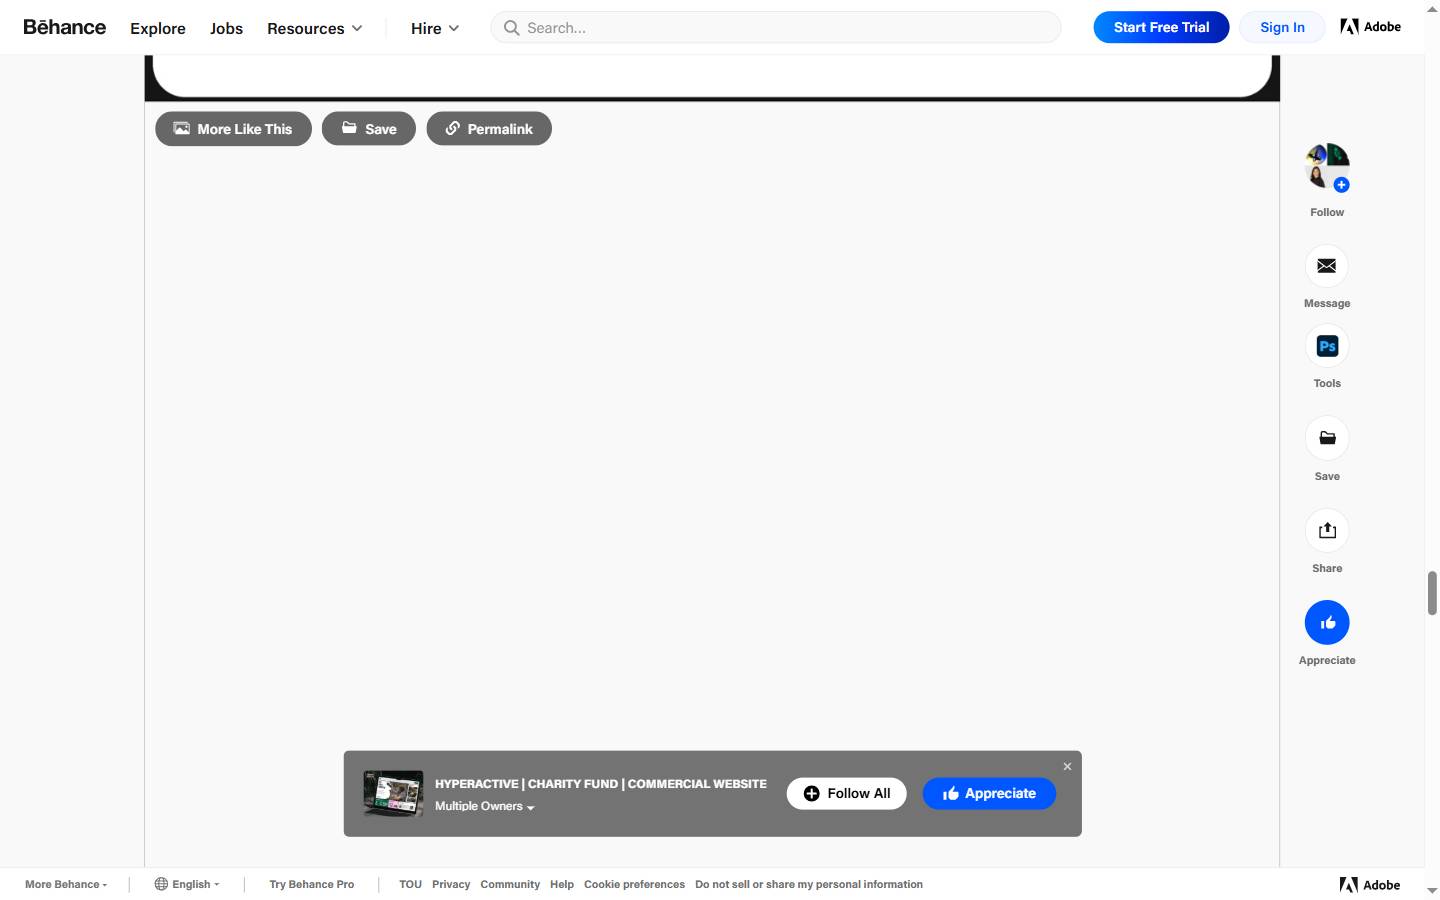 Bēhance
Explore
Jobs
Resources
Hire
Search...
Start Free Trial
Sign In
Adobe
More Like This
Save
Permalink
Follow
Message
Ps
Tools
Save
Share
Appreciate
HYPERACTIVE | CHARITY FUND | COMMERCIAL WEBSITE
Multiple Owners
Follow All
Appreciate
More Behance
English
Try Behance Pro
TOU
Privacy
Community
Help
Cookie preferences
Do not sell or share my personal information
Adobe